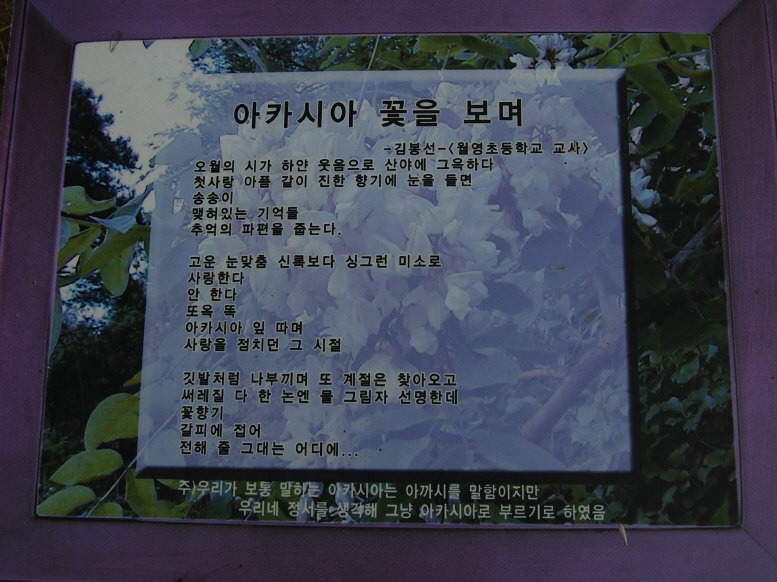 아카시아 꽃을 보며
-김봉선-<월영초등학교 교사>
오월의 시가 하얀 웃음으로 산야에 그윽하다
첫사랑 아픔 같이 진한 향기에 눈을 들면
송송이
맺혀있는 기억들
추억의 파편을 줍는다.
고운 눈맞춤 신록보다 싱그런 미소로
사랑한다
안 한다
또옥 똑
아카시아 잎 따며
사랑을 점치던 그 시절
깃발처럼 나부끼며 또 계절은 찾아오고
써레질 다 한 논엔 물 그림자 선명한데
꽃향기
갈피에 접어
전해 줄 그대는 어디에...
주)우리가 보통 말하는 아카시아는 아까시를 말함이지만
우리네 정서를 생각해 그냥 아카시아로 부르기로 하였음